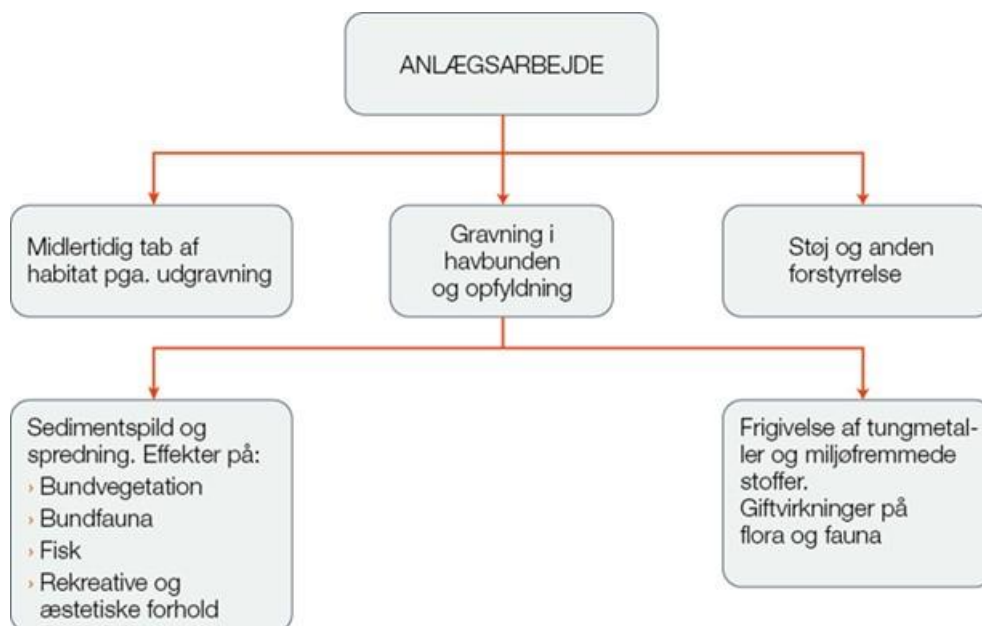 ANLÆGSARBEJDE
Midlertidig tab af
habitat pga. udgravning
Gravning i
havbunden
og opfyldning
Støj og anden
forstyrrelse
Sedimentspild og
spredning. Effekter på:
› Bundvegetation
› Bundfauna
› Fisk
› Rekreative og
æstetiske forhold
Frigivelse af tungmetal-
ler og miljøfremmede
stoffer.
Giftvirkninger på
flora og fauna